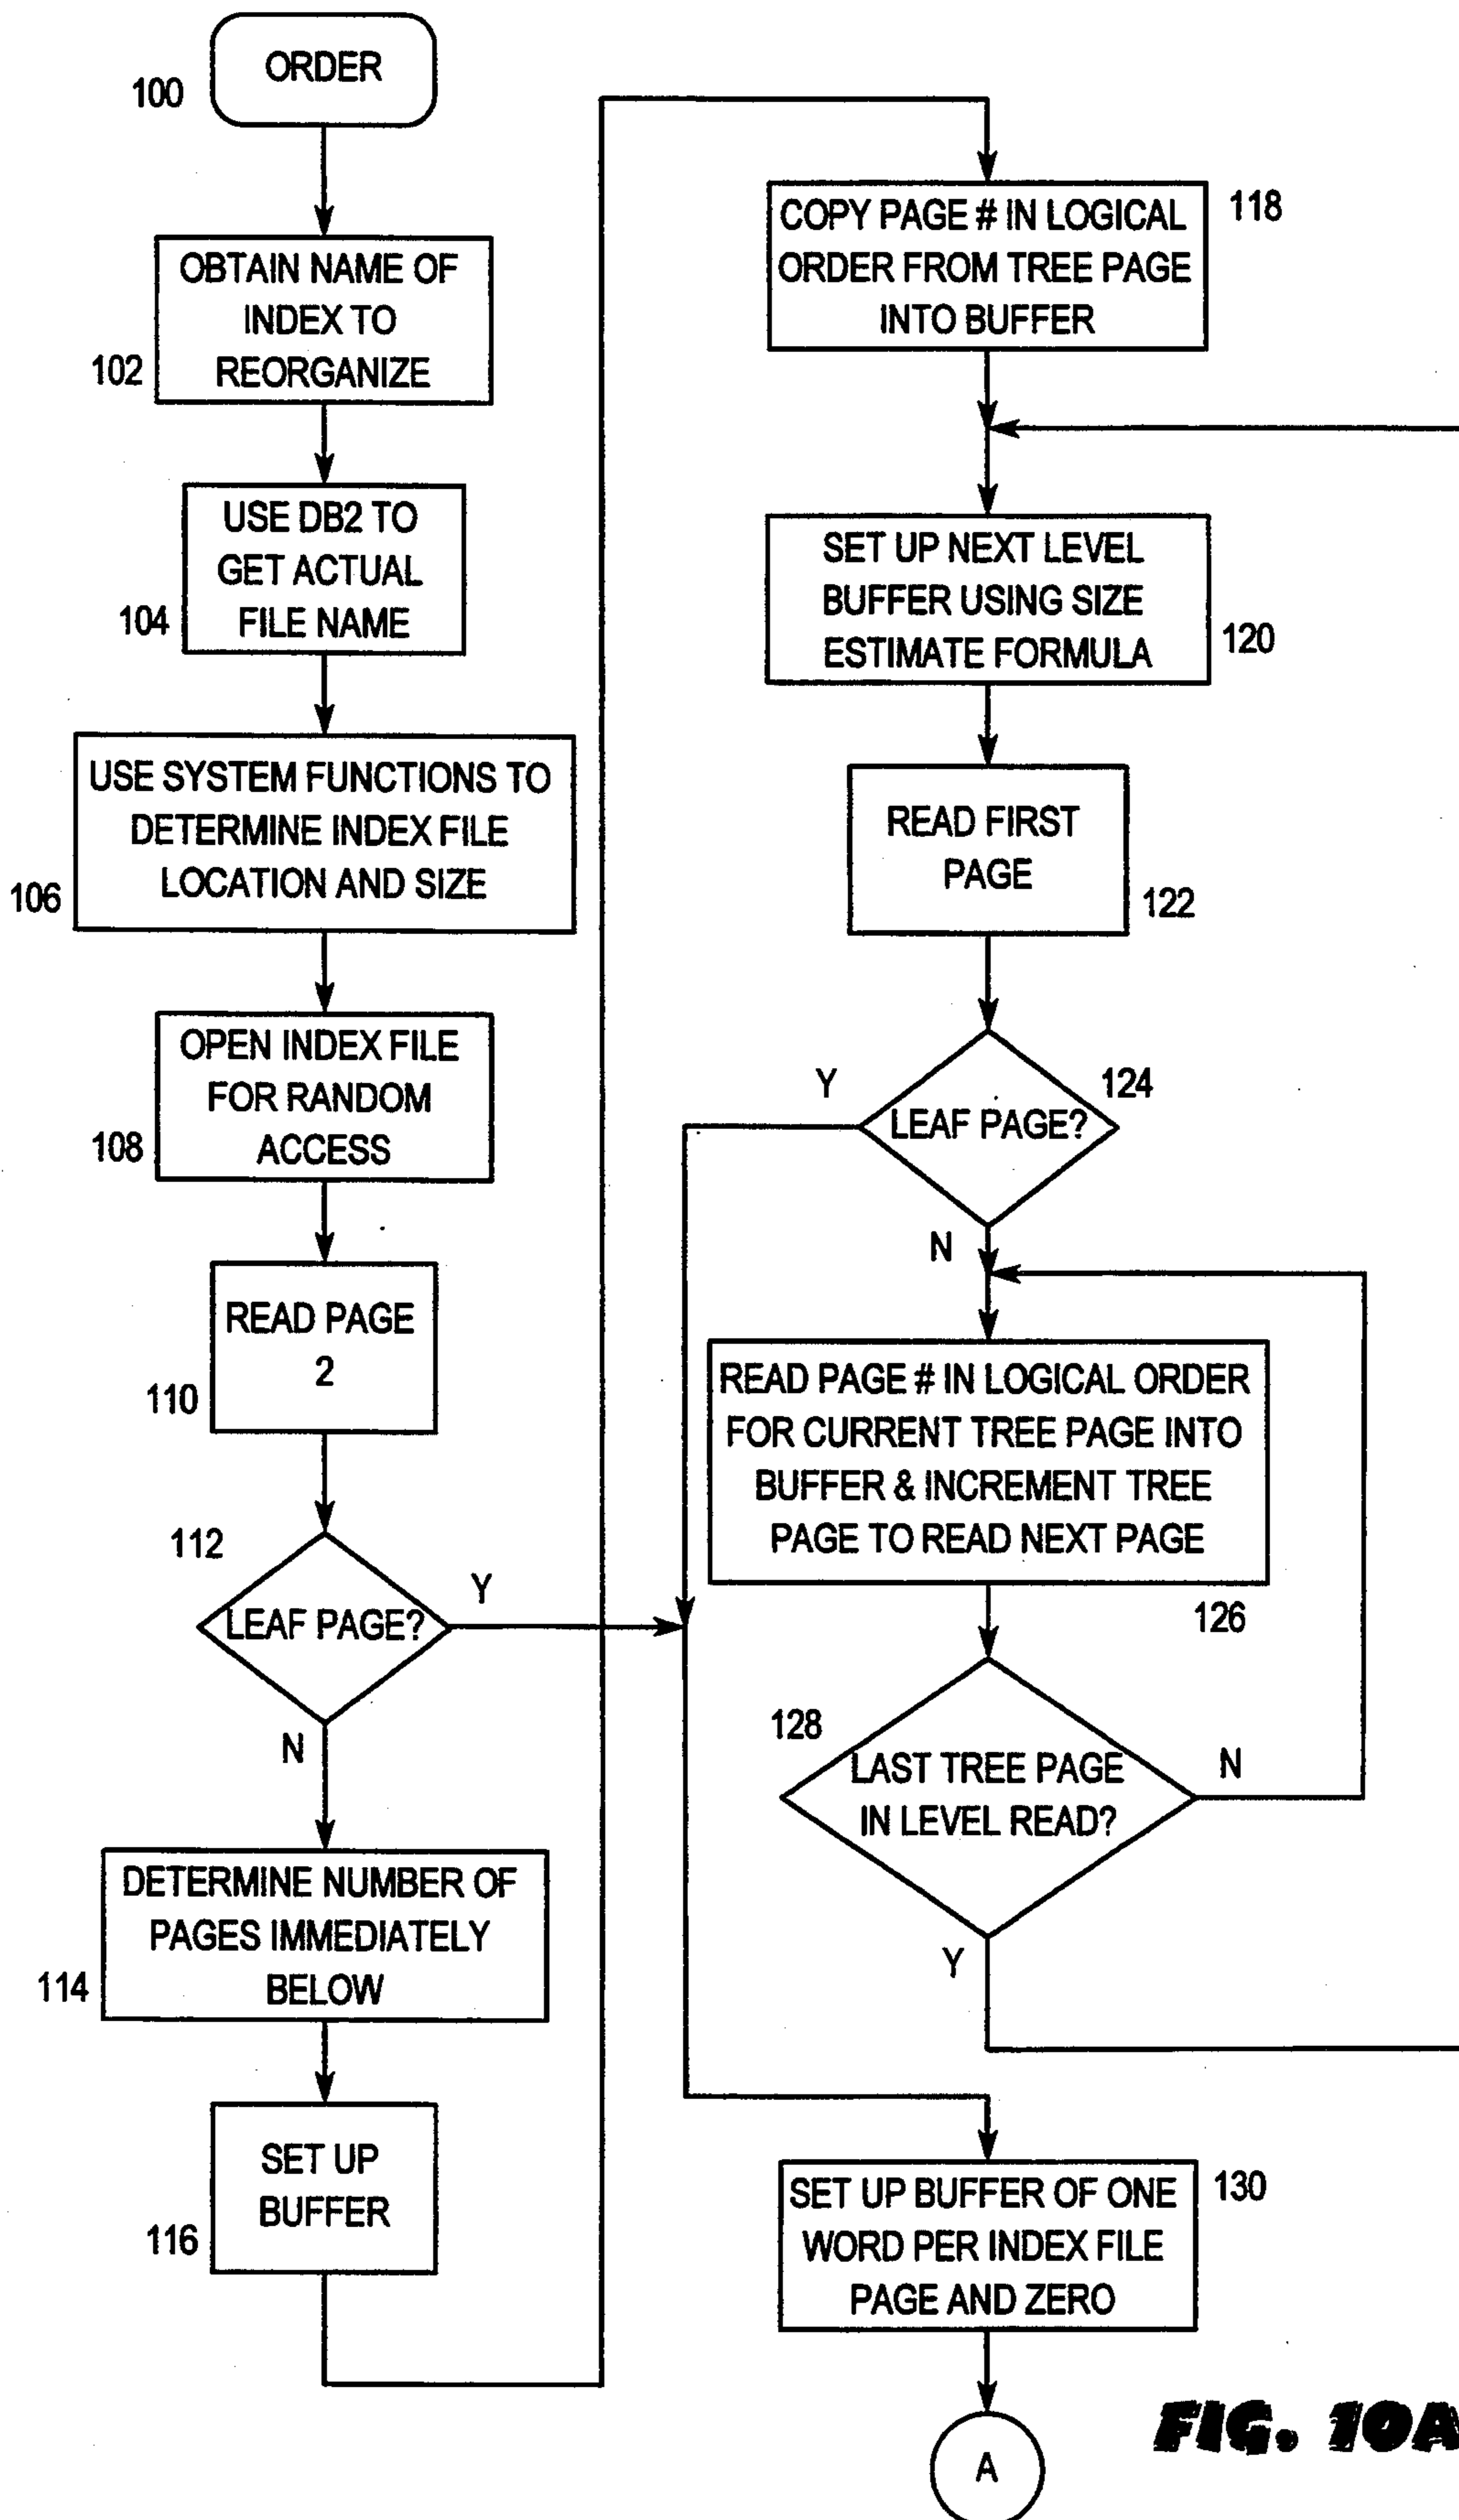 ORDER
100
OBTAIN NAME OF
INDEX TO
REORGANIZE
102
USE DB2 TO
GET ACTUAL
FILE NAME
104
USE SYSTEM FUNCTIONS TO
DETERMINE INDEX FILE
LOCATION AND SIZE
106
OPEN INDEX FILE
FOR RANDOM
ACCESS
108
READ PAGE
2
110
112
LEAF PAGE?
Y
N
DETERMINE NUMBER OF
PAGES IMMEDIATELY
BELOW
114
SET UP
BUFFER
116
COPY PAGE # IN LOGICAL
ORDER FROM TREE PAGE
INTO BUFFER
118
SET UP NEXT LEVEL
BUFFER USING SIZE
ESTIMATE FORMULA
120
READ FIRST
PAGE
122
Y
124
LEAF PAGE?
N
READ PAGE # IN LOGICAL ORDER
FOR CURRENT TREE PAGE INTO
BUFFER & INCREMENT TREE
PAGE TO READ NEXT PAGE
126
128
LAST TREE PAGE
IN LEVEL READ?
N
Y
SET UP BUFFER OF ONE
WORD PER INDEX FILE
PAGE AND ZERO
130
A
FIG. 10A